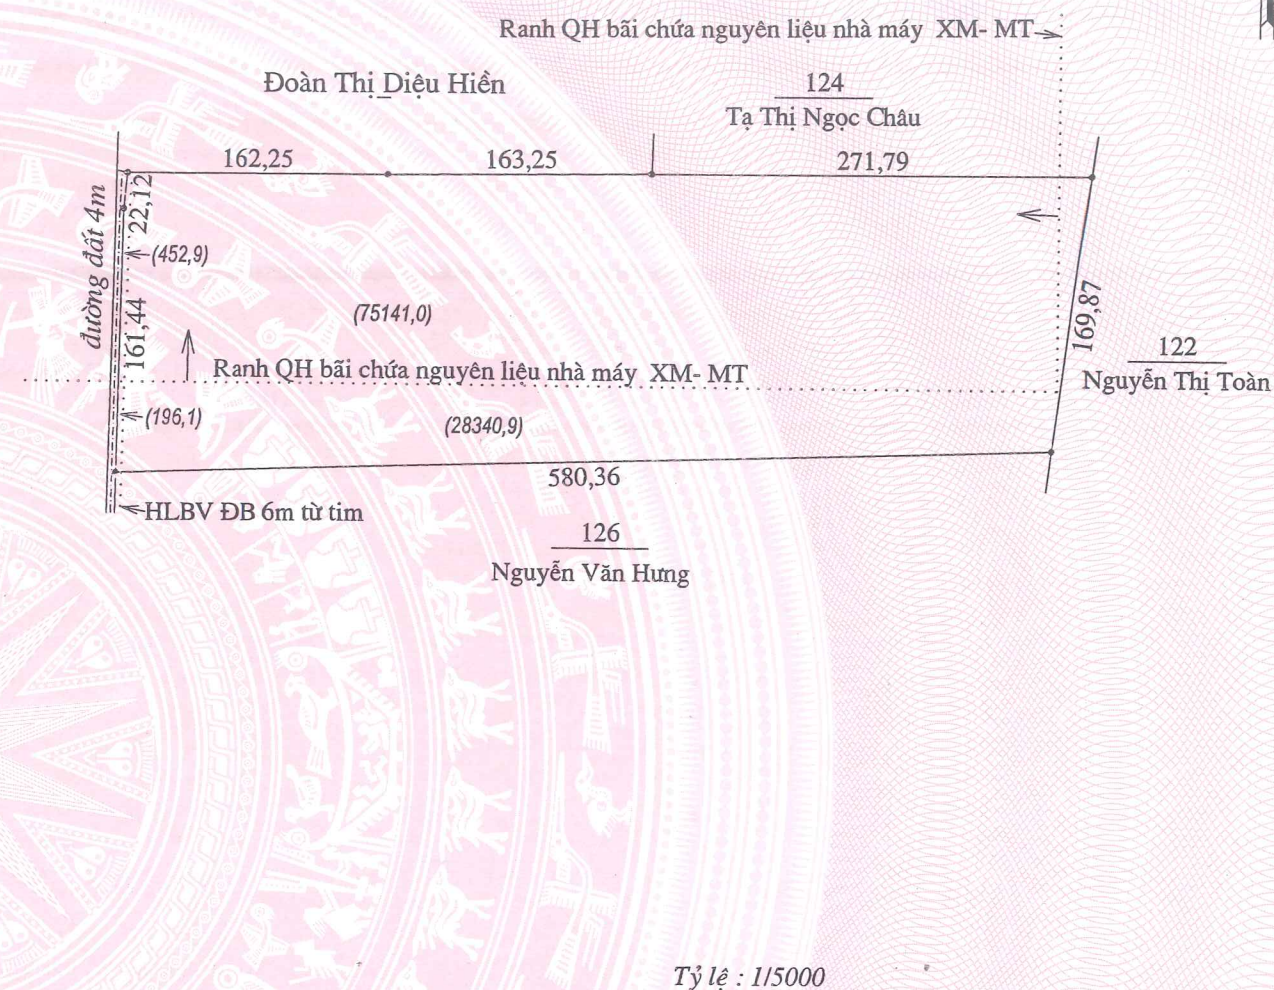 Ranh QH bãi chứa nguyên liệu nhà máy XM- MT
Đoàn Thị Diệu Hiền
124
Tạ Thị Ngọc Châu
162,25
163,25
271,79
22,12
đường đất 4m
(452,9)
161,44
(75141,0)
169,87
122
Nguyễn Thị Toàn
Ranh QH bãi chứa nguyên liệu nhà máy XM- MT
(196,1)
(28340,9)
580,36
HLBV ĐB 6m từ tim
126
Nguyễn Văn Hưng
Tỷ lệ : 1/5000